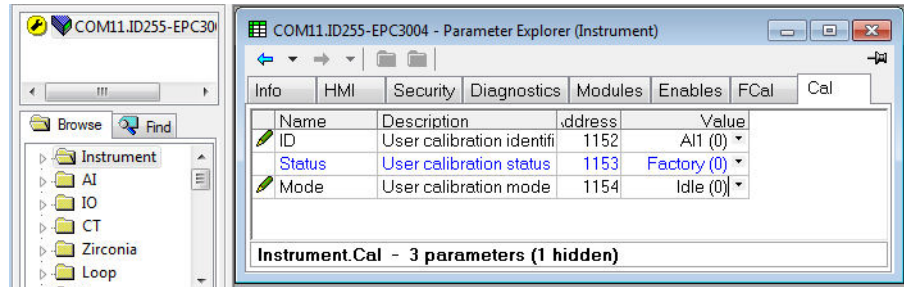 COM11.ID255-EPC30
Browse Find
Instrument
AI
IO
CT
Zirconia
Loop
COM11.ID255-EPC3004 - Parameter Explorer (Instrument)
Info HMI Security Diagnostics Modules Enables FCal Cal
Name Description ddress Value
ID User calibration identifi 1152 AI1 (0)
Status User calibration status 1153 Factory (0)
Mode User calibration mode 1154 Idle (0)
Instrument.Cal - 3 parameters (1 hidden)